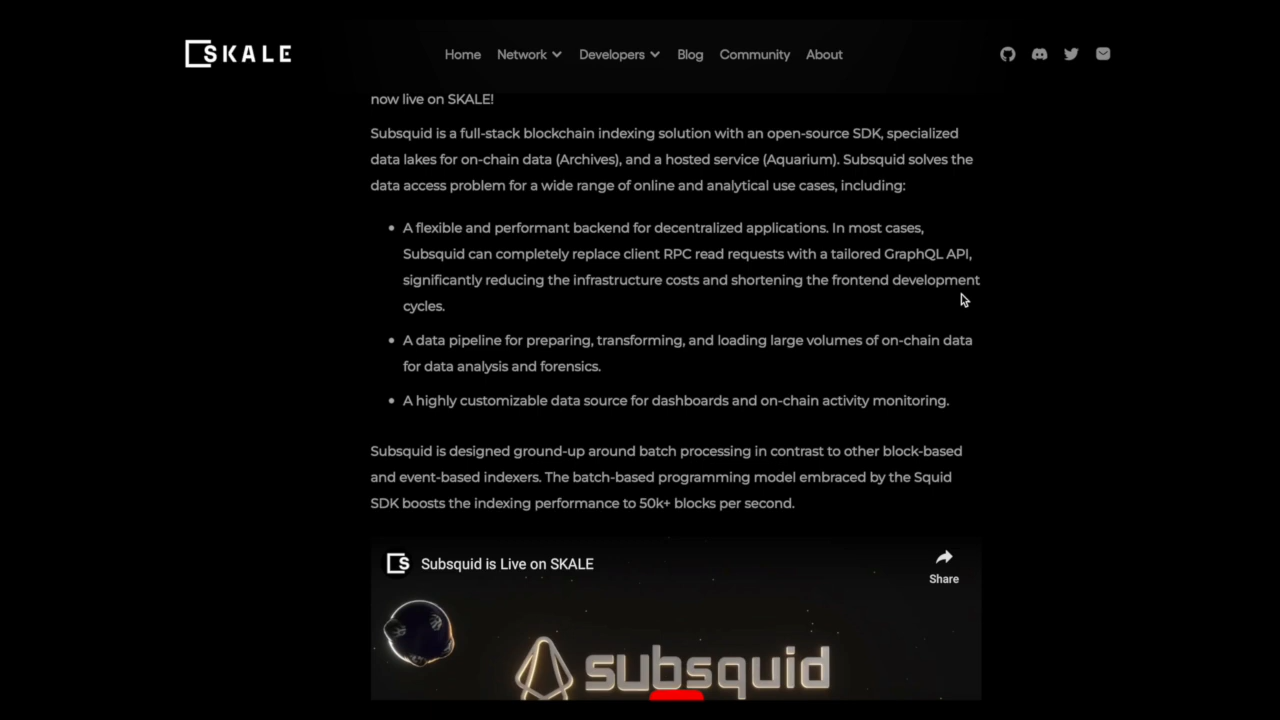 SKALE
Home Network Developers Blog Community About
now live on SKALE!
Subsquid is a full-stack blockchain indexing solution with an open-source SDK, specialized
data lakes for on-chain data (Archives), and a hosted service (Aquarium). Subsquid solves the
data access problem for a wide range of online and analytical use cases, including:
• A flexible and performant backend for decentralized applications. In most cases,
Subsquid can completely replace client RPC read requests with a tailored GraphQL API,
significantly reducing the infrastructure costs and shortening the frontend development
cycles.
• A data pipeline for preparing, transforming, and loading large volumes of on-chain data
for data analysis and forensics.
• A highly customizable data source for dashboards and on-chain activity monitoring.
Subsquid is designed ground-up around batch processing in contrast to other block-based
and event-based indexers. The batch-based programming model embraced by the Squid
SDK boosts the indexing performance to 50k+ blocks per second.
S Subsquid is Live on SKALE
Share
subsquid